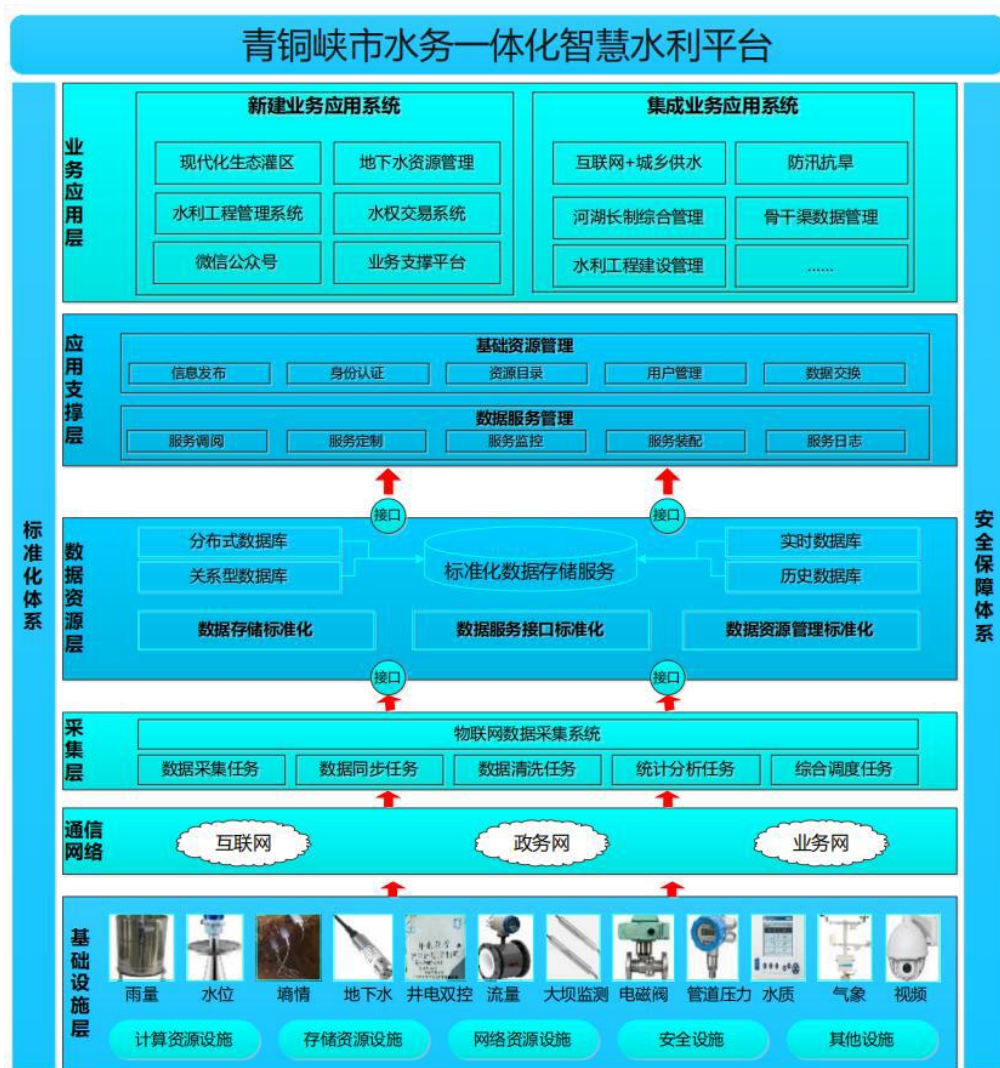 青铜峡市水务一体化智慧水利平台
标准化体系
安全保障体系
业务应用层
新建业务应用系统
现代化生态灌区
地下水资源管理
水利工程管理系统
水权交易系统
微信公众号
业务支撑平台
集成业务应用系统
互联网+城乡供水
防汛抗旱
河湖长制综合管理
骨干渠数据管理
水利工程建设管理
......
应用支撑层
基础资源管理
信息发布
身份认证
资源目录
用户管理
数据交换
数据服务管理
服务调阅
服务定制
服务监控
服务装配
服务日志
接口
接口
数据资源层
分布式数据库
关系型数据库
标准化数据存储服务
实时数据库
历史数据库
数据存储标准化
数据服务接口标准化
数据资源管理标准化
接口
接口
采集层
物联网数据采集系统
数据采集任务
数据同步任务
数据清洗任务
统计分析任务
综合调度任务
通信
网络
互联网
政务网
业务网
基础设施层
雨量
水位
墒情
地下水
井电双控
流量
大坝监测
电磁阀
管道压力
水质
气象
视频
计算资源设施
存储资源设施
网络资源设施
安全设施
其他设施